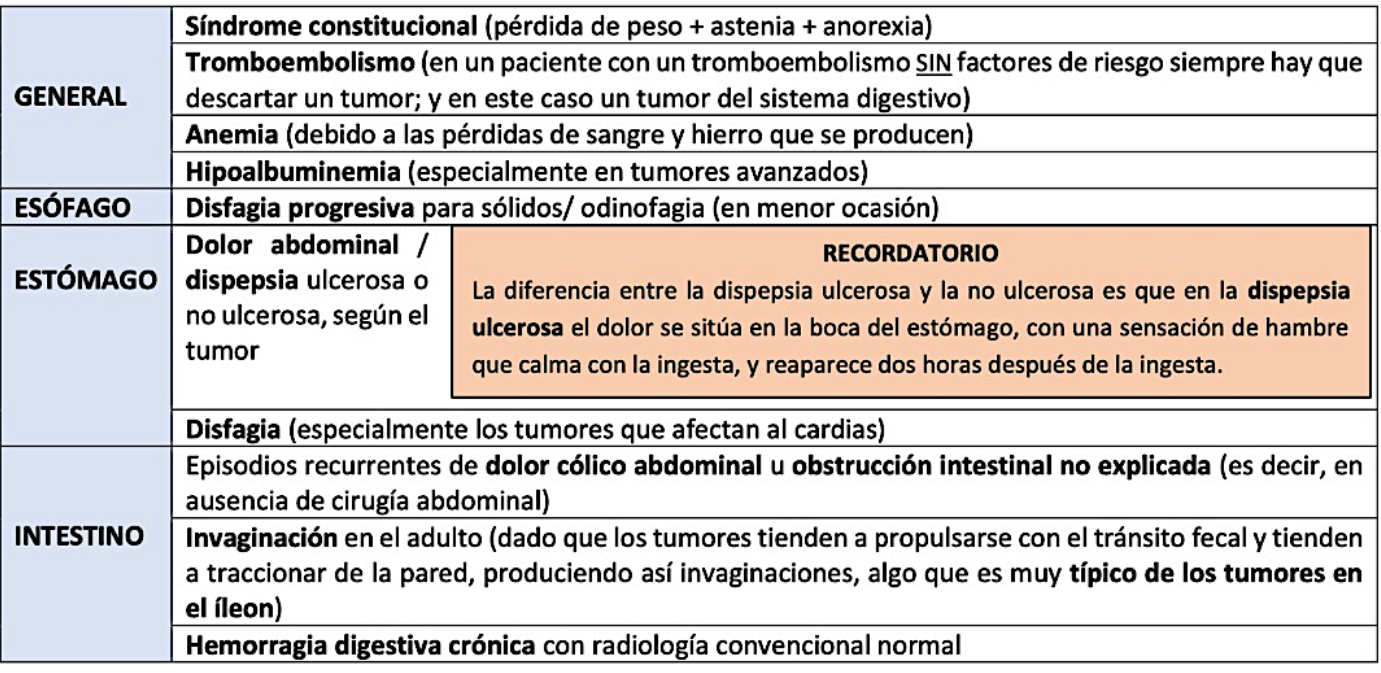 GENERAL
Síndrome constitucional (pérdida de peso + astenia + anorexia)
Tromboembolismo (en un paciente con un tromboembolismo SIN factores de riesgo siempre hay que
descartar un tumor; y en este caso un tumor del sistema digestivo)
Anemia (debido a las pérdidas de sangre y hierro que se producen)
Hipoalbuminemia (especialmente en tumores avanzados)
ESÓFAGO
Disfagia progresiva para sólidos/ odinofagia (en menor ocasión)
ESTÓMAGO
Dolor abdominal /
dispepsia ulcerosa o
no ulcerosa, según el
tumor
RECORDATORIO
La diferencia entre la dispepsia ulcerosa y la no ulcerosa es que en la dispepsia
ulcerosa el dolor se sitúa en la boca del estómago, con una sensación de hambre
que calma con la ingesta, y reaparece dos horas después de la ingesta.
Disfagia (especialmente los tumores que afectan al cardias)
INTESTINO
Episodios recurrentes de dolor cólico abdominal u obstrucción intestinal no explicada (es decir, en
ausencia de cirugía abdominal)
Invaginación en el adulto (dado que los tumores tienden a propulsarse con el tránsito fecal y tienden
a traccionar de la pared, produciendo así invaginaciones, algo que es muy típico de los tumores en
el íleon)
Hemorragia digestiva crónica con radiología convencional normal